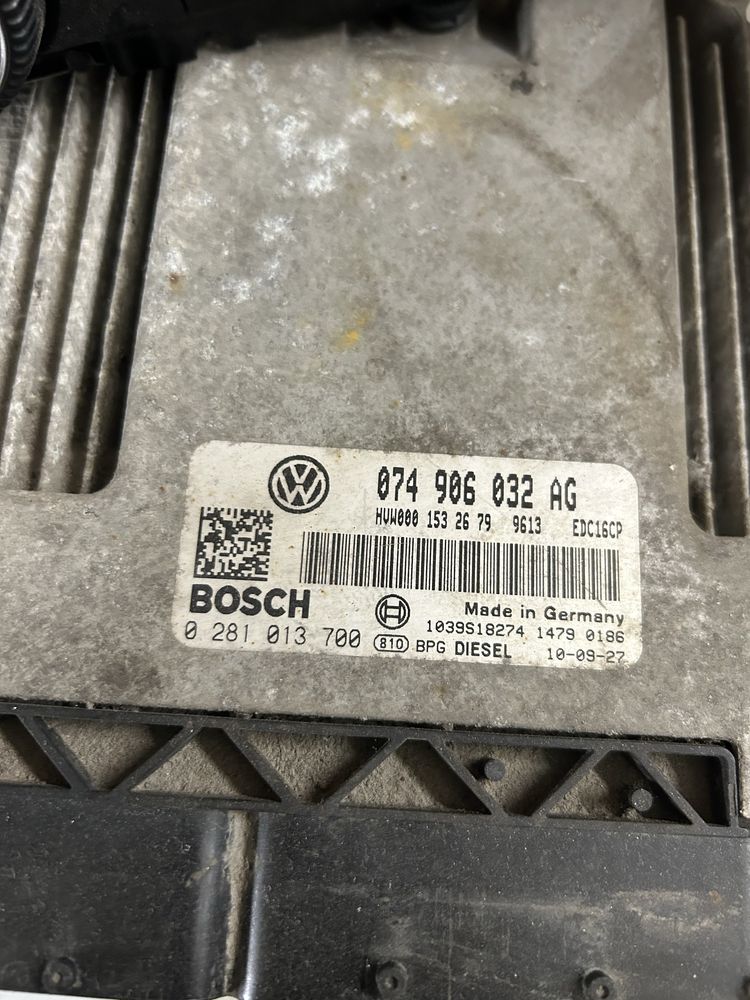 074 906 032 AG
HVW000 153 26 79 9613 EDC16CP
BOSCH
Made in Germany
1039S18274 1479 0186
0 281 013 700 810 BPG DIESEL 10-09-27